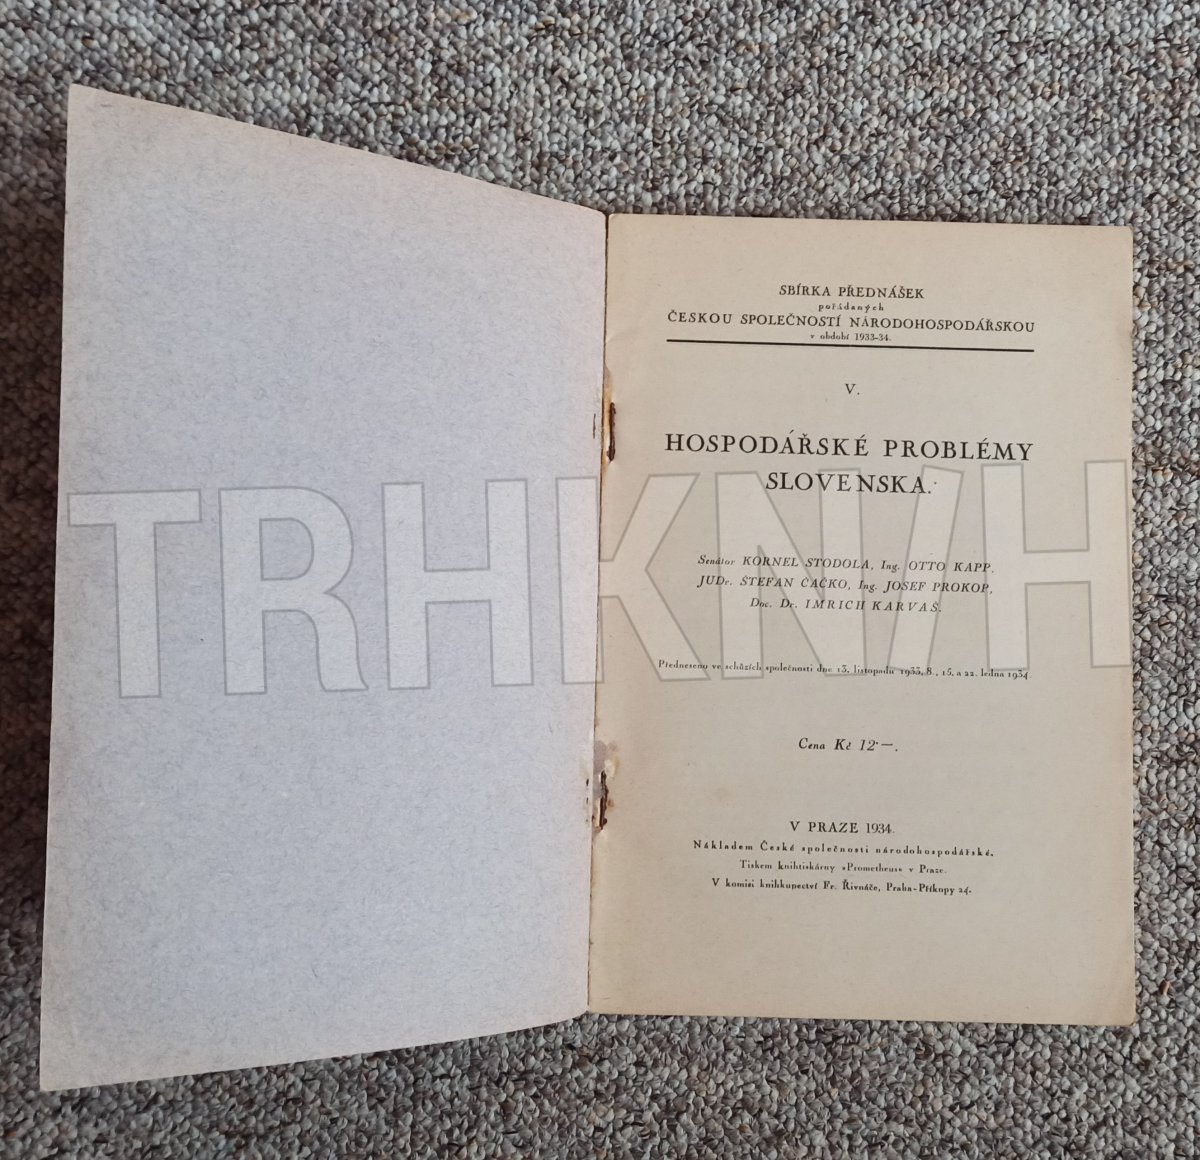 SBÍRKA PŘEDNÁŠEK
pořádaných
ČESKOU SPOLEČNOSTÍ NÁRODOHOSPODÁŘSKOU
v období 1933-34.
V.
HOSPODÁŘSKÉ PROBLÉMY
SLOVENSKA.
TRHKNIH
Senátor KORNEL STODOLA, Ing. OTTO KAPP,
JUDr. ŠTEFAN ČAČKO, Ing. JOSEF PROKOP,
Doc. Dr. IMRICH KARVAŠ.
Předneseno ve schůzích společnosti dne 13. listopadu 1933, 8., 15. a 22. ledna 1934.
Cena Kč 12·—.
V PRAZE 1934.
Nákladem České společnosti národohospodářské.
Tiskem knihtiskárny »Prometheus« v Praze.
V komisi knihkupectví Fr. Řivnáče, Praha-Příkopy 24.